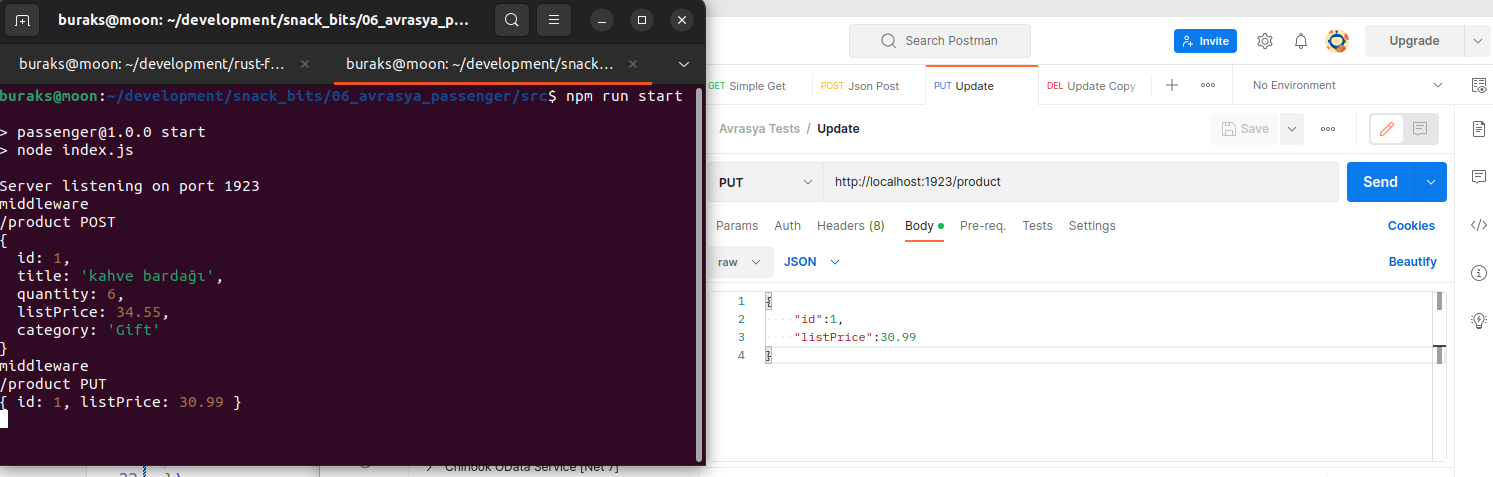 buraks@moon: ~/development/snack_bits/06_avrasya_p...
buraks@moon: ~/development/rust-f...
buraks@moon: ~/development/snack...
buraks@moon:~/development/snack_bits/06_avrasya_passenger/src$ npm run start
> passenger@1.0.0 start
> node index.js
Server listening on port 1923
middleware
/product POST
{
id: 1,
title: 'kahve bardağı',
quantity: 6,
listPrice: 34.55,
category: 'Gift'
}
middleware
/product PUT
{ id: 1, listPrice: 30.99 }
Search Postman
Invite
Upgrade
GET Simple Get
POST Json Post
PUT Update
DEL Update Copy
No Environment
Avrasya Tests / Update
Save
PUT
http://localhost:1923/product
Send
Params Auth Headers (8) Body Pre-req. Tests Settings
Cookies
raw
JSON
Beautify
1 {
2 "id":1,
3 "listPrice":30.99
4 }
Chinook OData Service [Net 7]